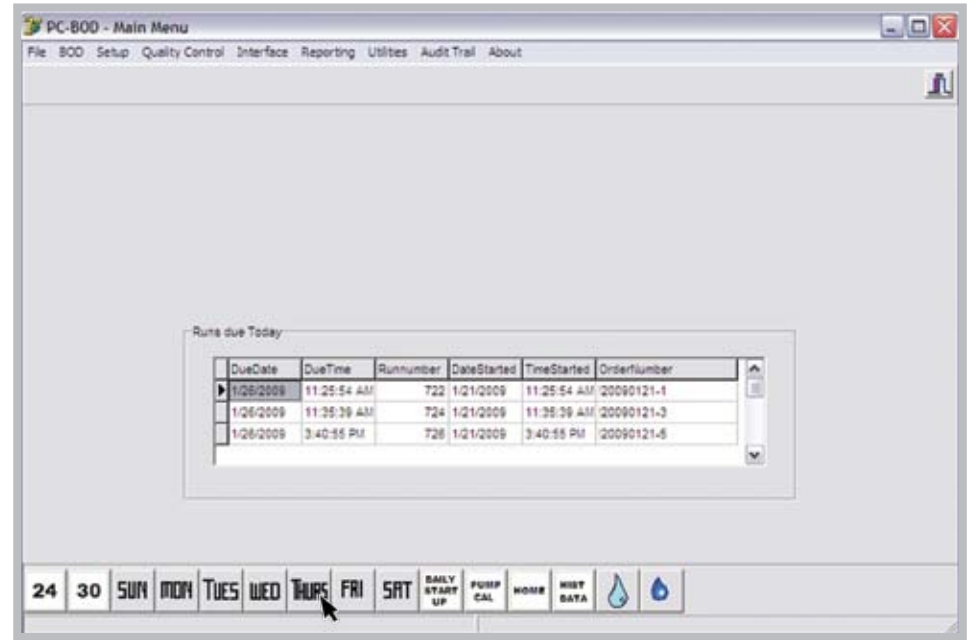 PC-BOD - Main Menu
File BOD Setup Quality Control Interface Reporting Utilities Audit Trail About
Runs due Today
DueDate DueTime Runnumber DateStarted TimeStarted OrderNumber
1/26/2009 11:25:54 AM 722 1/21/2009 11:25:54 AM 20090121-1
1/26/2009 11:35:39 AM 724 1/21/2009 11:35:39 AM 20090121-3
1/26/2009 3:40:55 PM 726 1/21/2009 3:40:55 PM 20090121-5
24 30 SUN MON TUES WED THURS FRI SAT DAILY START UP PUMP CAL HOME HIST DATA